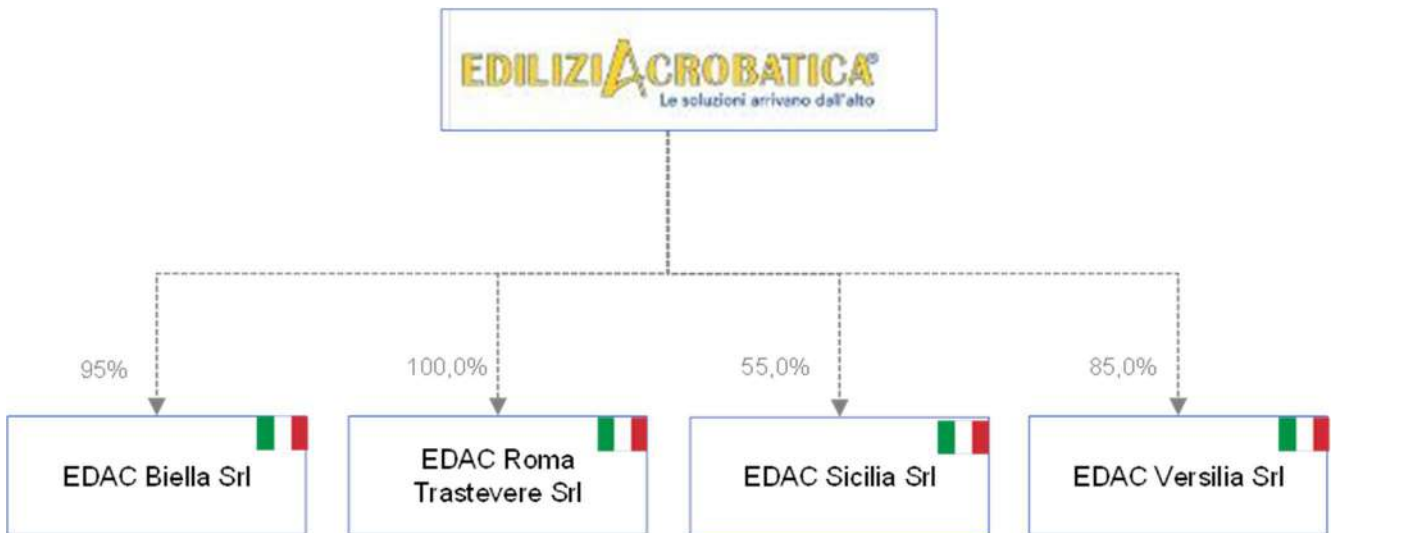 EDILIZIACROBATICA®
Le soluzioni arrivano dall'alto
95%
100,0%
55,0%
85,0%
EDAC Biella Srl
EDAC Roma
Trastevere Srl
EDAC Sicilia Srl
EDAC Versilia Srl